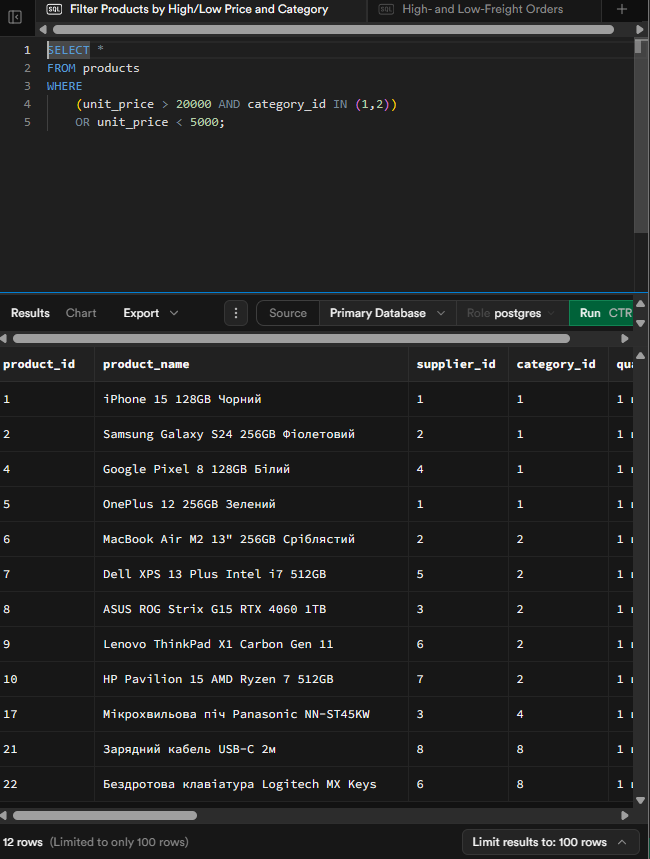 SQL Filter Products by High/Low Price and Category SQL High- and Low-Freight Orders +
1 SELECT *
2 FROM products
3 WHERE
4 (unit_price > 20000 AND category_id IN (1,2))
5 OR unit_price < 5000;
Results Chart Export Source Primary Database Role postgres Run CTR
product_id product_name supplier_id category_id qua
1 iPhone 15 128GB Чорний 1 1 1
2 Samsung Galaxy S24 256GB Фіолетовий 2 1 1
4 Google Pixel 8 128GB Білий 4 1 1
5 OnePlus 12 256GB Зелений 1 1 1
6 MacBook Air M2 13" 256GB Сріблястий 2 2 1
7 Dell XPS 13 Plus Intel i7 512GB 5 2 1
8 ASUS ROG Strix G15 RTX 4060 1TB 3 2 1
9 Lenovo ThinkPad X1 Carbon Gen 11 6 2 1
10 HP Pavilion 15 AMD Ryzen 7 512GB 7 2 1
17 Мікрохвильова піч Panasonic NN-ST45KW 3 4 1
21 Зарядний кабель USB-C 2м 8 8 1
22 Бездротова клавіатура Logitech MX Keys 6 8 1
12 rows (Limited to only 100 rows) Limit results to: 100 rows